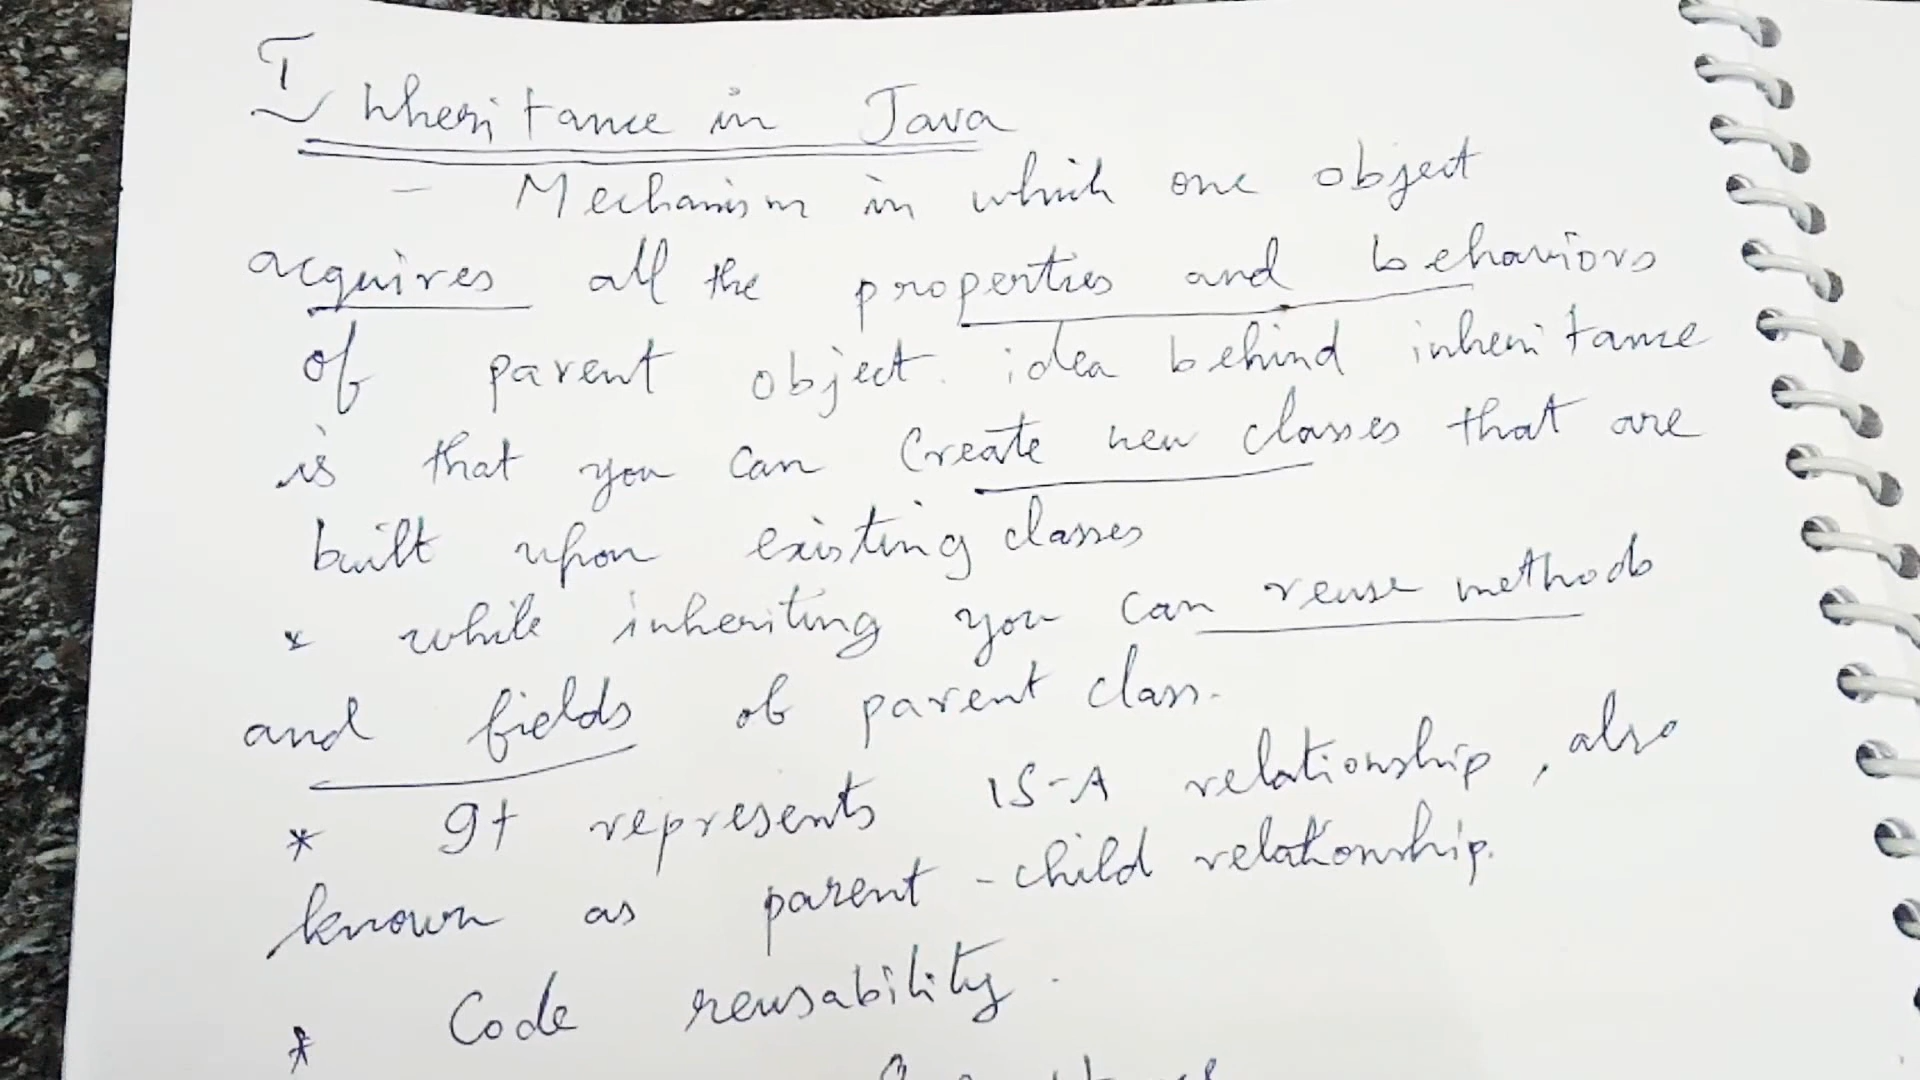 Inheritance in Java
- Mechanism in which one object
acquires all the properties and behaviors
of parent object. idea behind inheritance
is that you can Create new classes that are
built upon existing classes
* while inheriting you can reuse methods
and fields of parent class.
* It represents IS-A relationship, also
known as parent-child relationship.
* Code reusability.